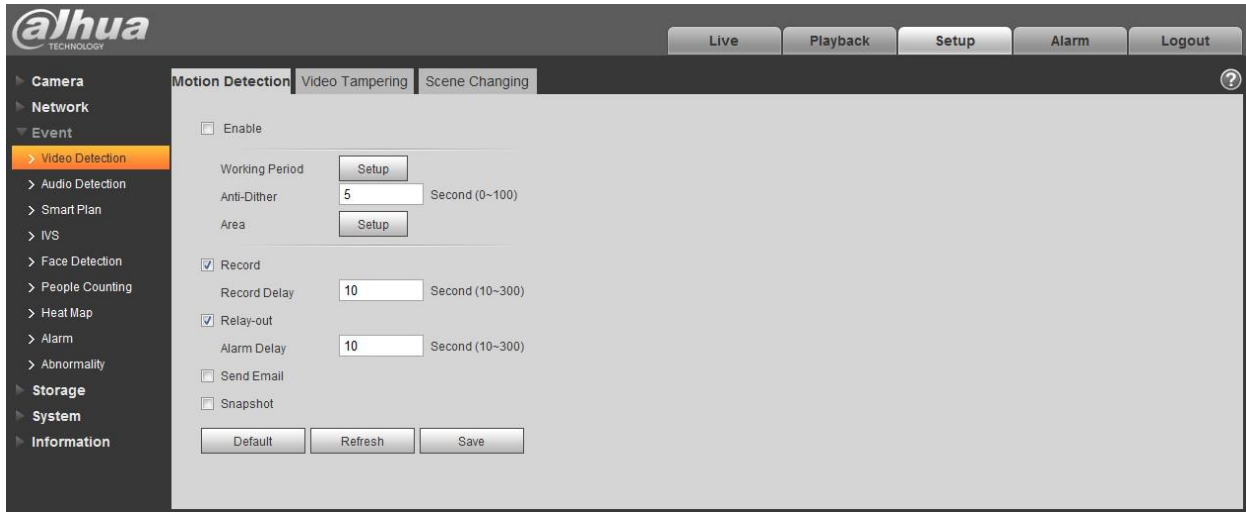 alhua
TECHNOLOGY
Live Playback Setup Alarm Logout
Camera
Network
Event
Video Detection
Audio Detection
Smart Plan
IVS
Face Detection
People Counting
Heat Map
Alarm
Abnormality
Storage
System
Information
Motion Detection Video Tampering Scene Changing ?
Enable
Working Period Setup
Anti-Dither 5 Second (0~100)
Area Setup
Record
Record Delay 10 Second (10~300)
Relay-out
Alarm Delay 10 Second (10~300)
Send Email
Snapshot
Default Refresh Save